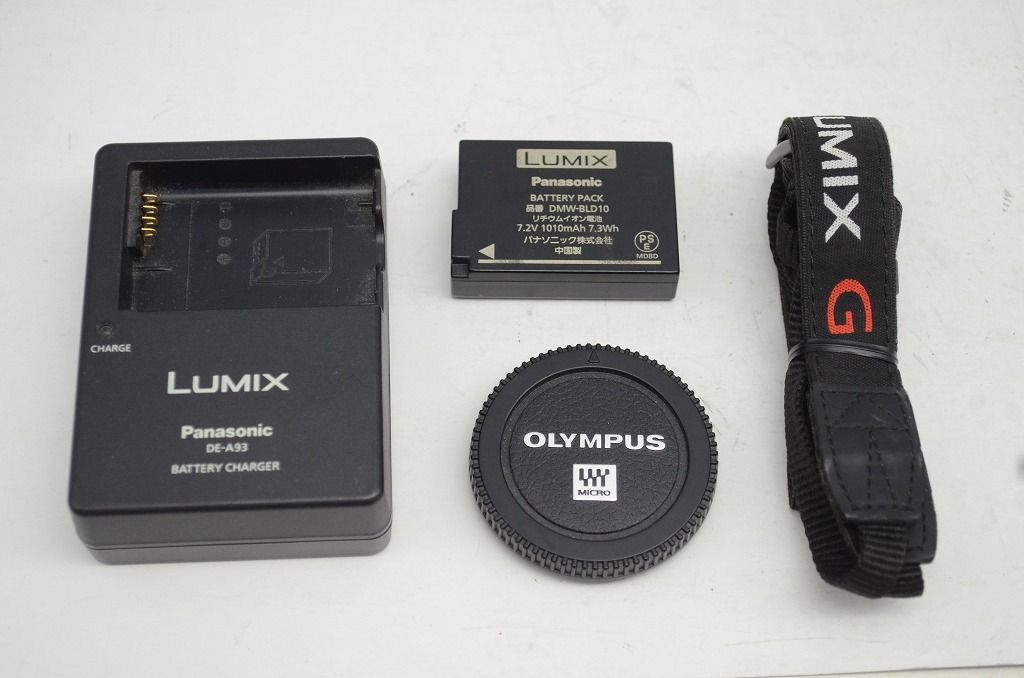 CHARGE
LUMIX
Panasonic
DE-A93
BATTERY CHARGER
LUMIX
Panasonic
BATTERY PACK
品番 DMW-BLD10
リチウムイオン電池
7.2V 1010mAh 7.3Wh
パナソニック株式会社
中国製
PS
E
MDBD
OLYMPUS
MICRO
LUMIX
G